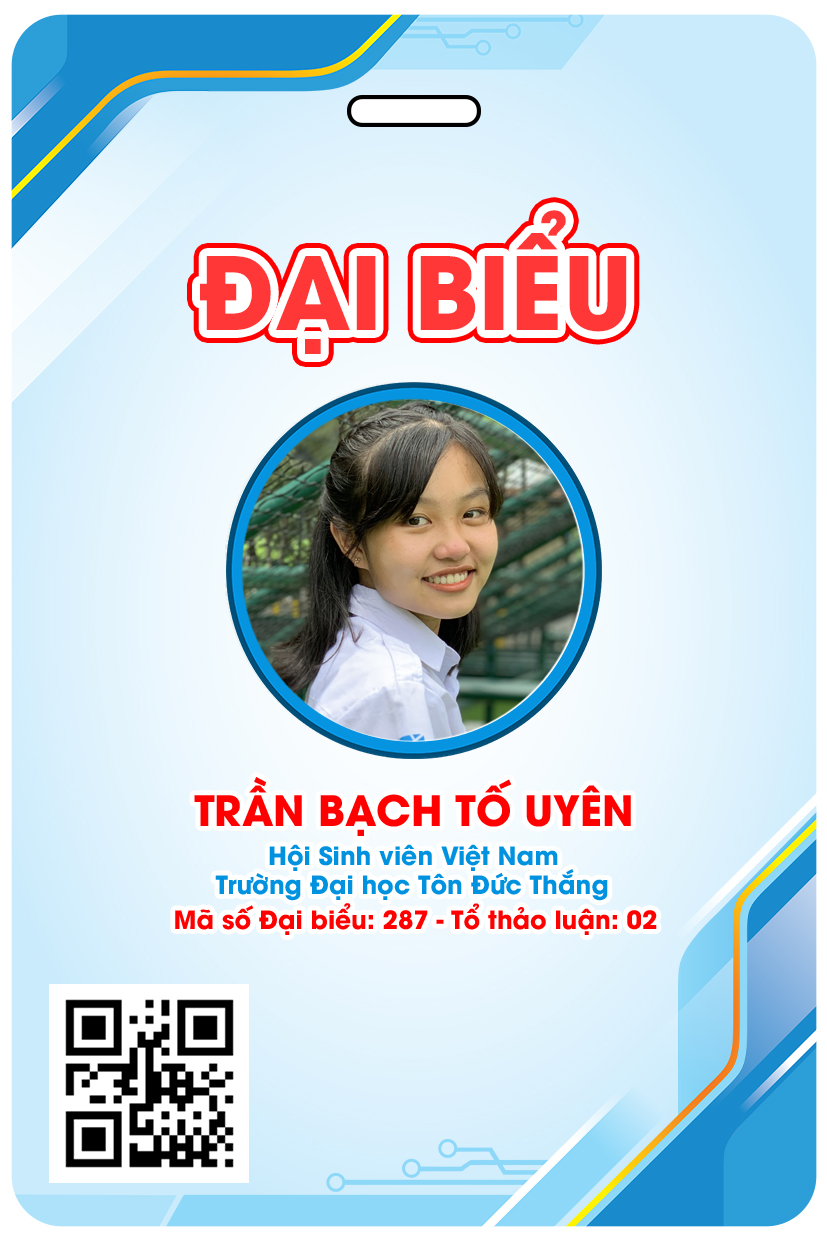 ĐẠI BIỂU
TRẦN BẠCH TỐ UYÊN
Hội Sinh viên Việt Nam
Trường Đại học Tôn Đức Thắng
Mã số Đại biểu: 287 - Tổ thảo luận: 02